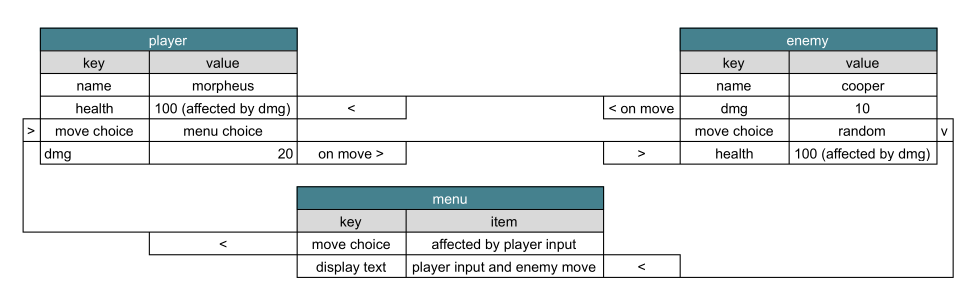 player enemy
key value key value
name morpheus name cooper
health 100 (affected by dmg) < < on move dmg 10
> move choice menu choice move choice random v
dmg 20 on move > > health 100 (affected by dmg)
menu
key item
< move choice affected by player input
display text player input and enemy move <